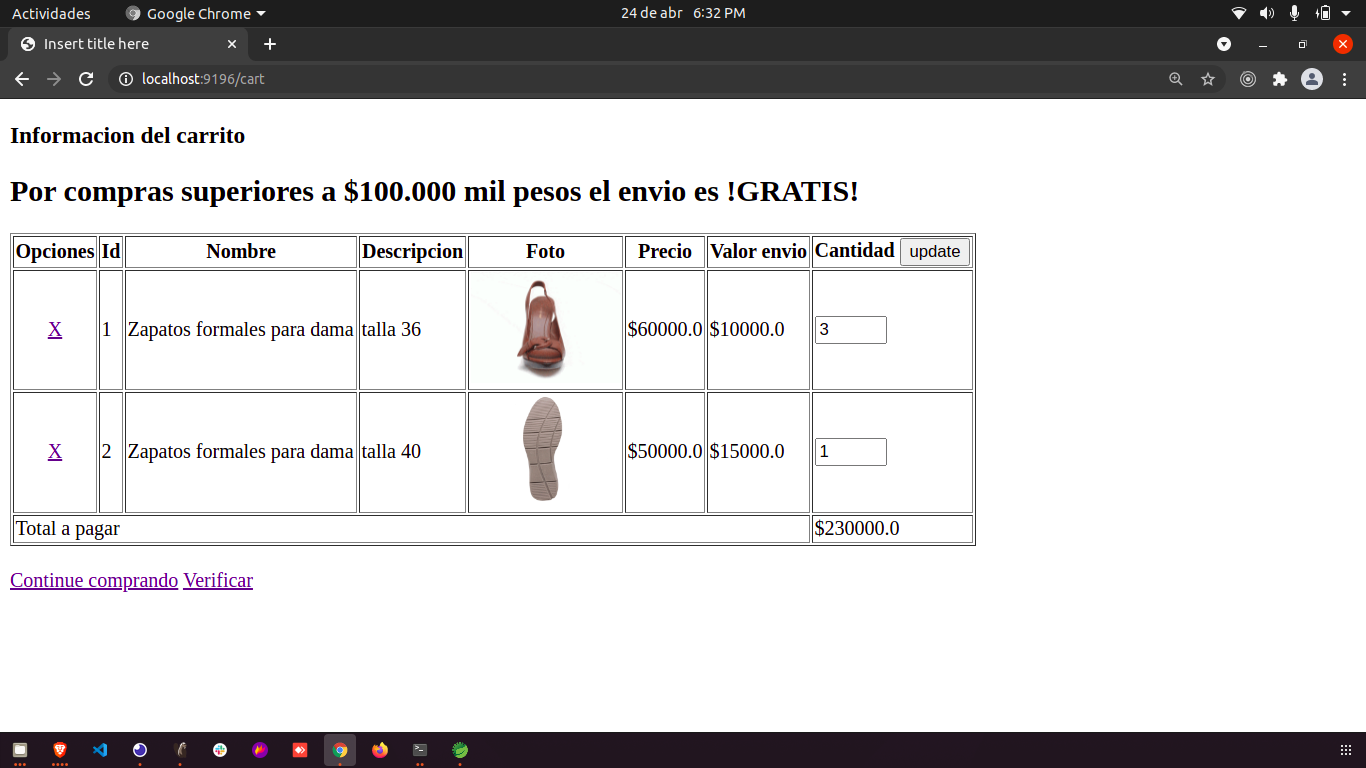 Actividades Google Chrome 24 de abr 6:32 PM
Insert title here
localhost:9196/cart
Informacion del carrito
Por compras superiores a $100.000 mil pesos el envio es !GRATIS!
Opciones Id Nombre Descripcion Foto Precio Valor envio Cantidad update
X 1 Zapatos formales para dama talla 36 $60000.0 $10000.0 3
X 2 Zapatos formales para dama talla 40 $50000.0 $15000.0 1
Total a pagar $230000.0
Continue comprando Verificar